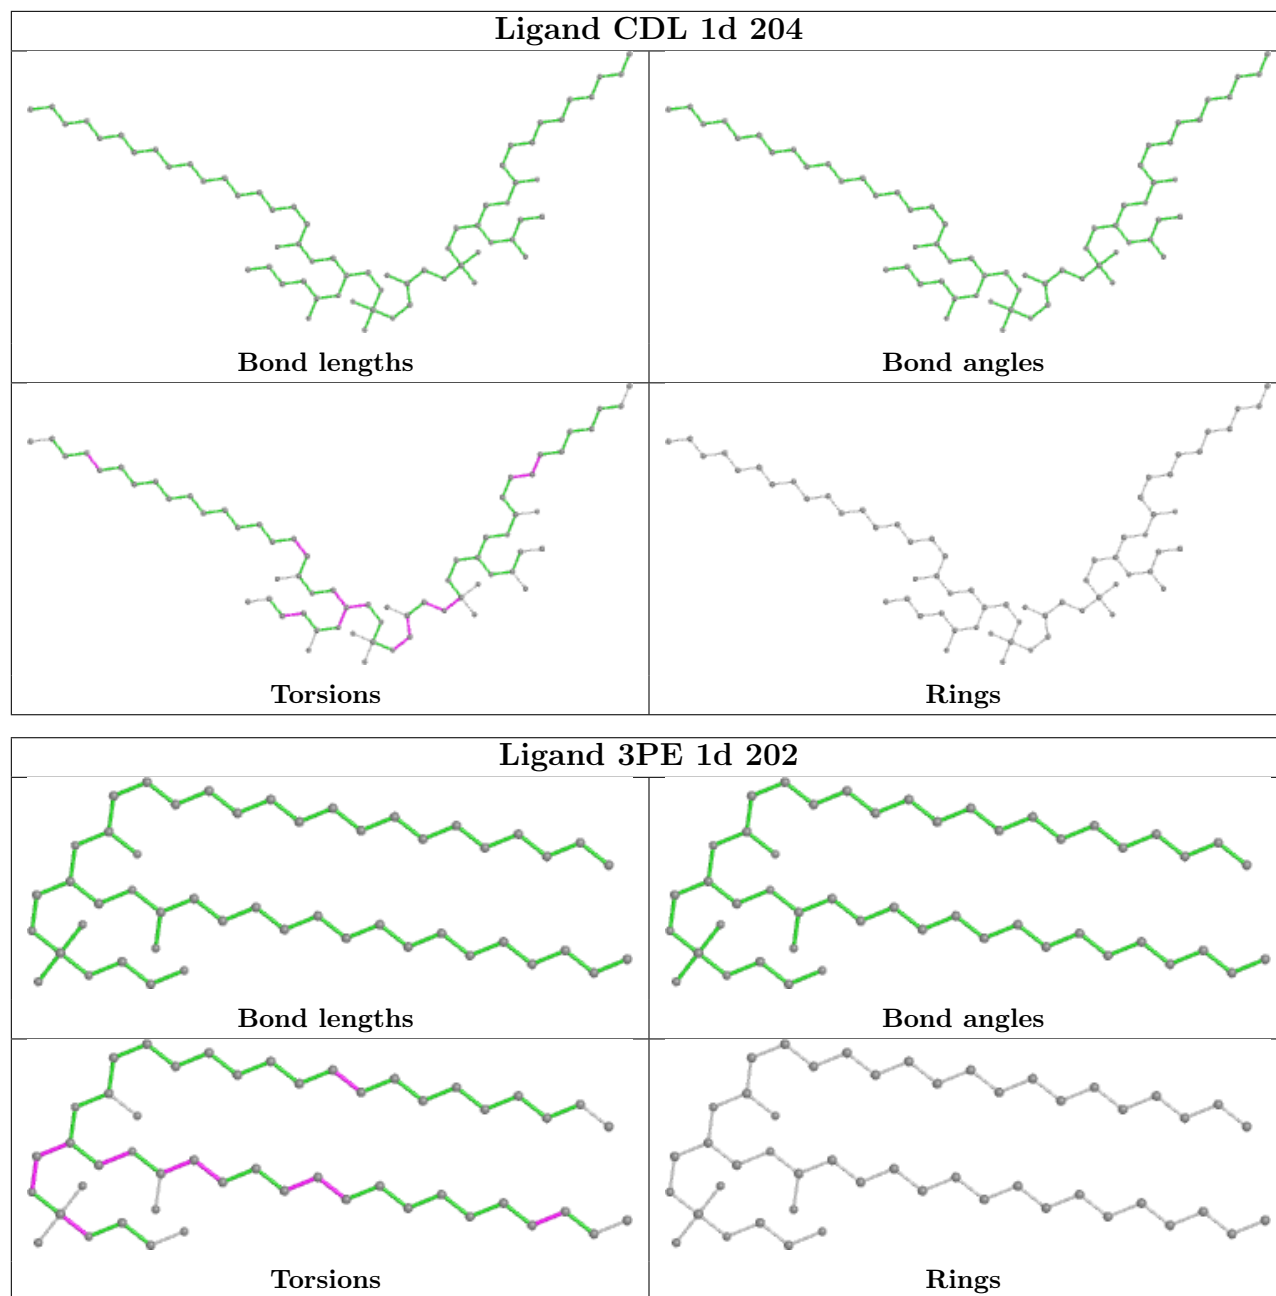 Ligand CDL 1d 204
Bond lengths
Bond angles
Torsions
Rings
Ligand 3PE 1d 202
Bond lengths
Bond angles
Torsions
Rings